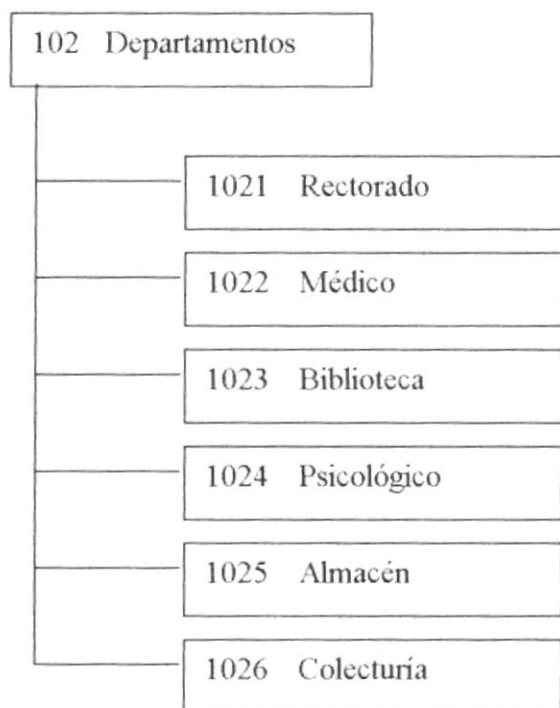 102 Departamentos
1021 Rectorado
1022 Médico
1023 Biblioteca
1024 Psicológico
1025 Almacén
1026 Colecturía